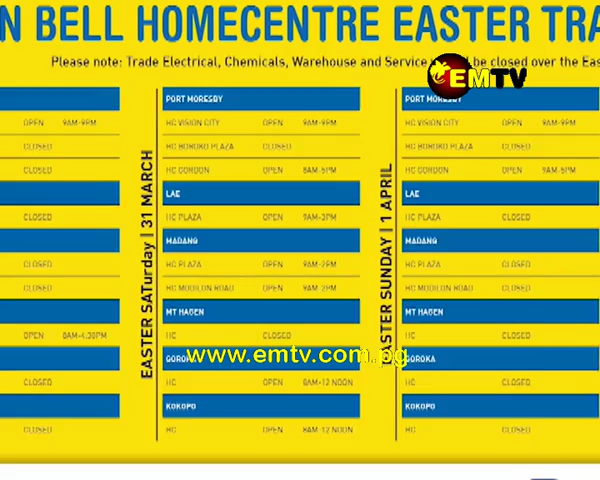 N BELL HOMECENTRE EASTER TRA
Please note: Trade Electrical, Chemicals, Warehouse and Service be closed over the Eas
EMTV
OPEN 9AM-9PM
CLOSED
CLOSED
CLOSED
CLOSED
CLOSED
OPEN 8AM-4:30PM
CLOSED
CLOSED
EASTER SATurday | 31 MARCH
PORT MORESBY
HC VISION CITY OPEN 9AM-9PM
HC BOROKO PLAZA CLOSED
HC GORDON OPEN 8AM-5PM
LAE
HC PLAZA OPEN 9AM-3PM
MADANG
HC PLAZA OPEN 9AM-2PM
HC MODILON ROAD OPEN 9AM-2PM
MT HAGEN
HC CLOSED
GOROKA
HC OPEN 8AM-12 NOON
KOKOPO
HC OPEN 8AM-12 NOON
EASTER SUNDAY | 1 APRIL
PORT MORESBY
HC VISION CITY OPEN 9AM-9PM
HC BOROKO PLAZA CLOSED
HC GORDON OPEN 9AM-5PM
LAE
HC PLAZA CLOSED
MADANG
HC PLAZA CLOSED
HC MODILON ROAD CLOSED
MT HAGEN
HC CLOSED
GOROKA
HC CLOSED
KOKOPO
HC CLOSED
www.emtv.com.pg